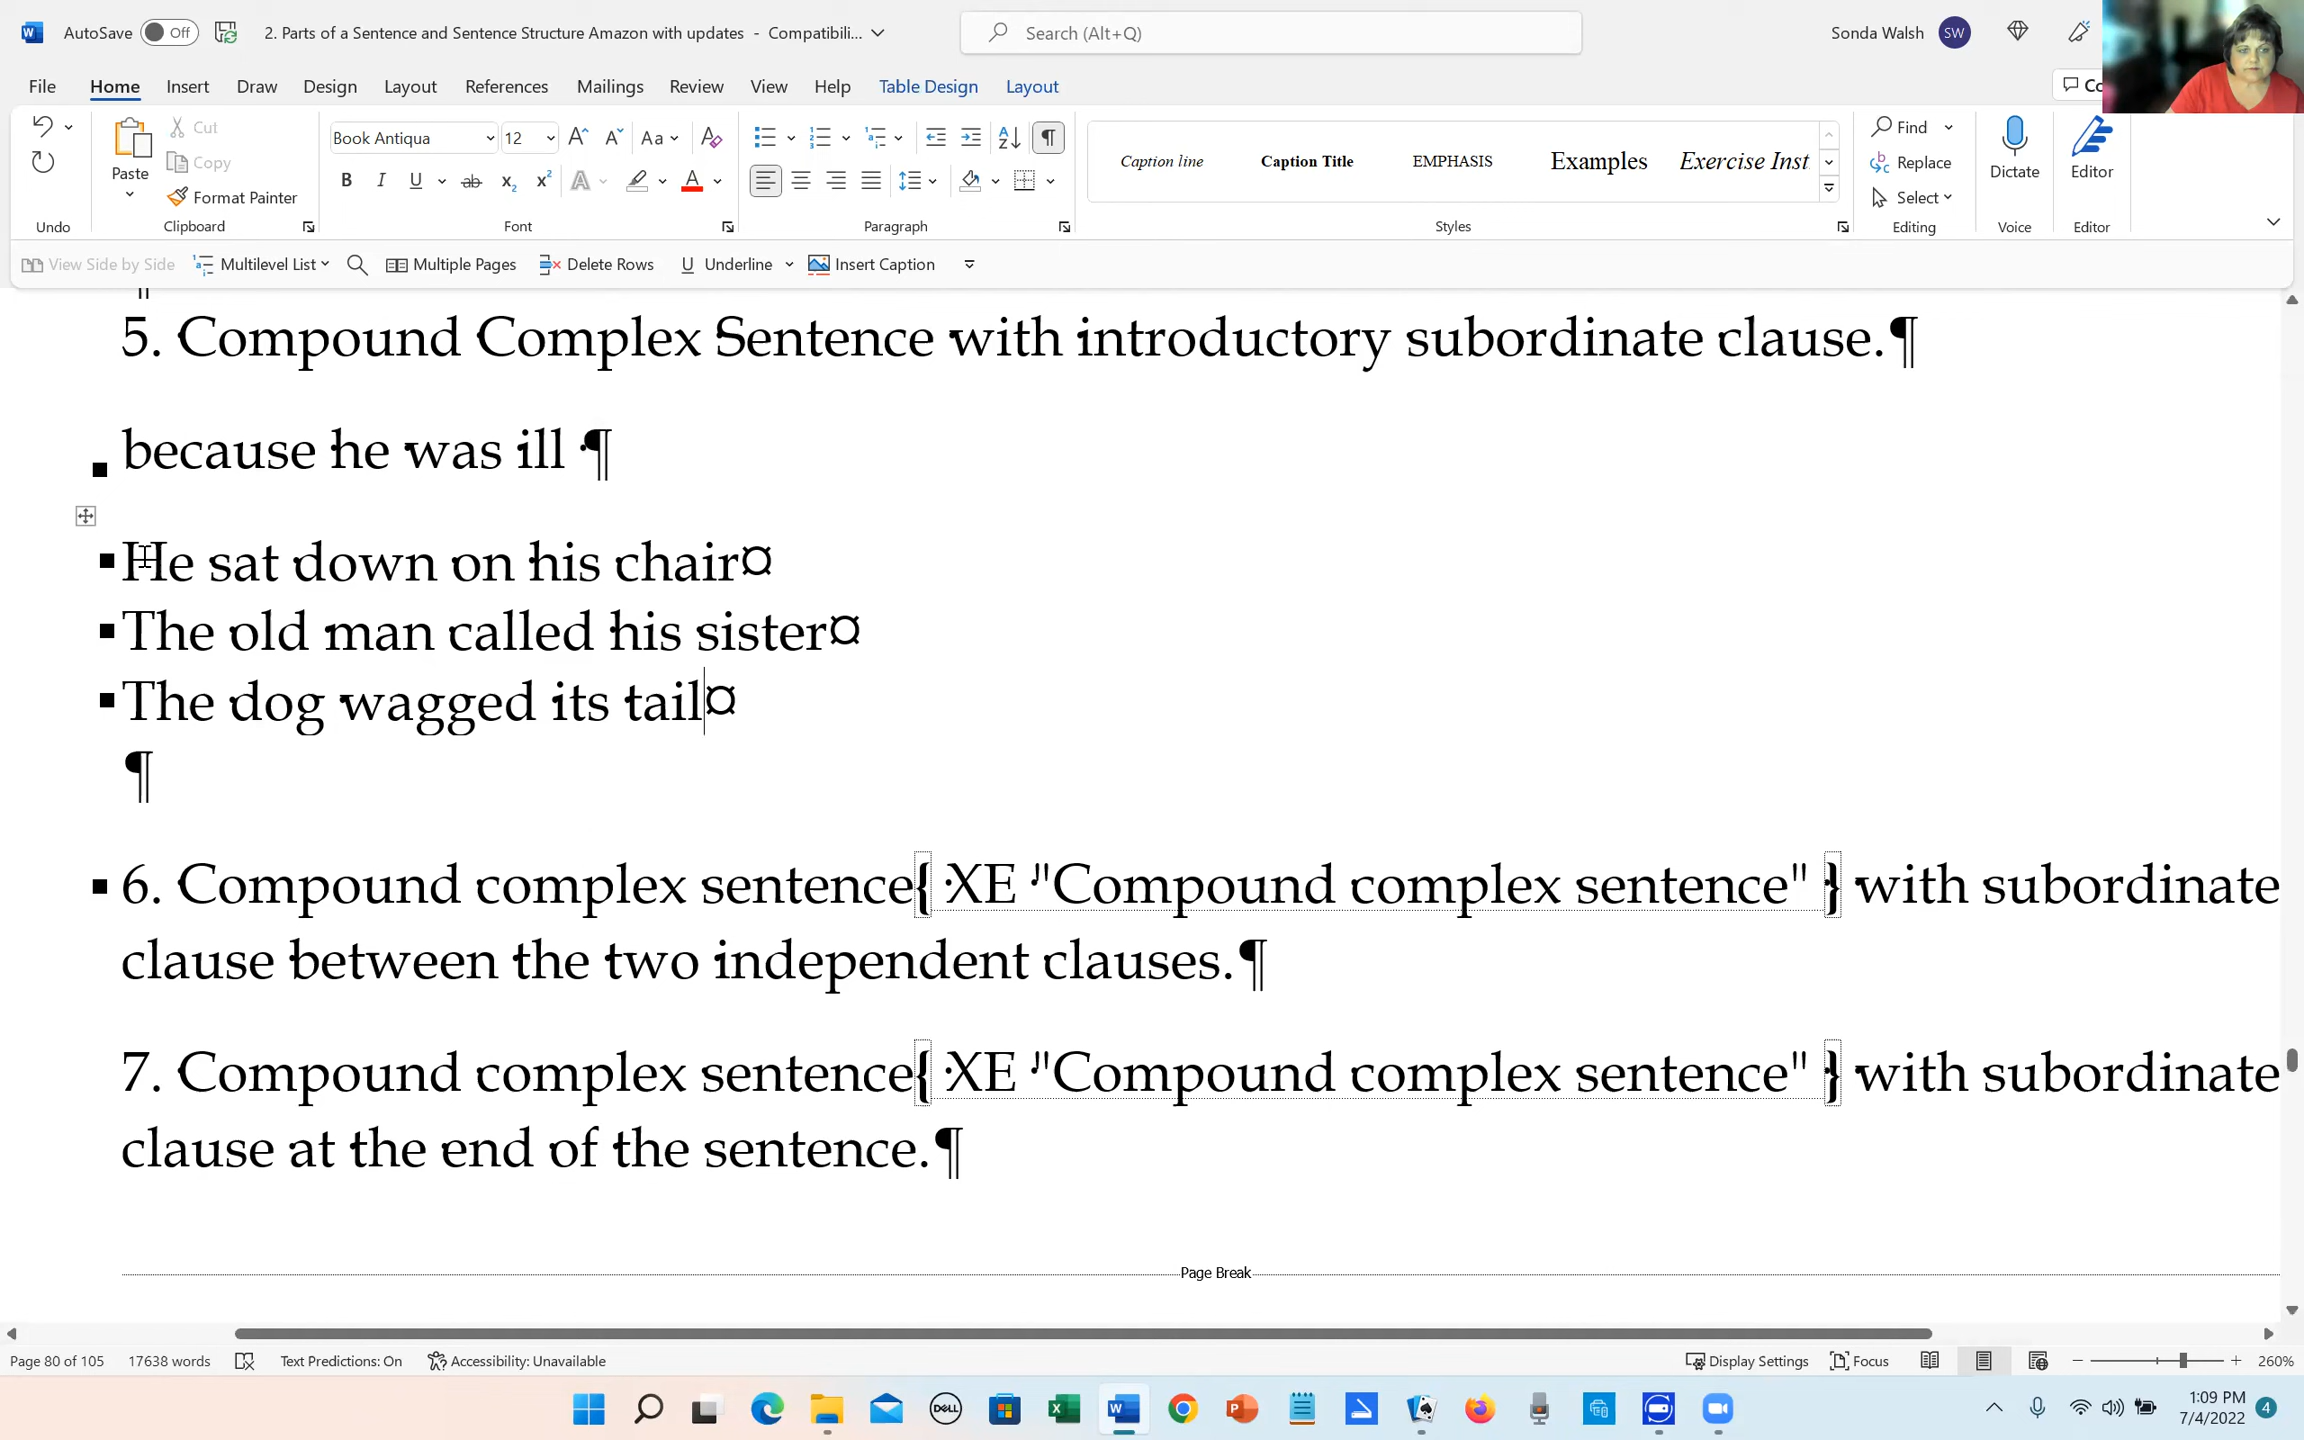 AutoSave Off 2. Parts of a Sentence and Sentence Structure Amazon with updates - Compatibili... Search (Alt+Q) Sonda Walsh SW
File Home Insert Draw Design Layout References Mailings Review View Help Table Design Layout Co
Book Antiqua 12 Aa
Paste Cut Copy Format Painter
B I U ab x₂ x² A A
Caption line Caption Title EMPHASIS Examples Exercise Inst
Find Replace Select Dictate Editor
Undo Clipboard Font Paragraph Styles Editing Voice Editor
View Side by Side Multilevel List Multiple Pages Delete Rows U Underline Insert Caption
¶
5. Compound Complex Sentence with introductory subordinate clause.¶
because he was ill ¶
He sat down on his chair¤
The old man called his sister¤
The dog wagged its tail¤
¶
6. Compound complex sentence{ XE "Compound complex sentence" } with subordinate
clause between the two independent clauses.¶
7. Compound complex sentence{ XE "Compound complex sentence" } with subordinate
clause at the end of the sentence.¶
Page Break
Page 80 of 105 17638 words Text Predictions: On Accessibility: Unavailable Display Settings Focus 260%
DELL 1:09 PM
7/4/2022 4